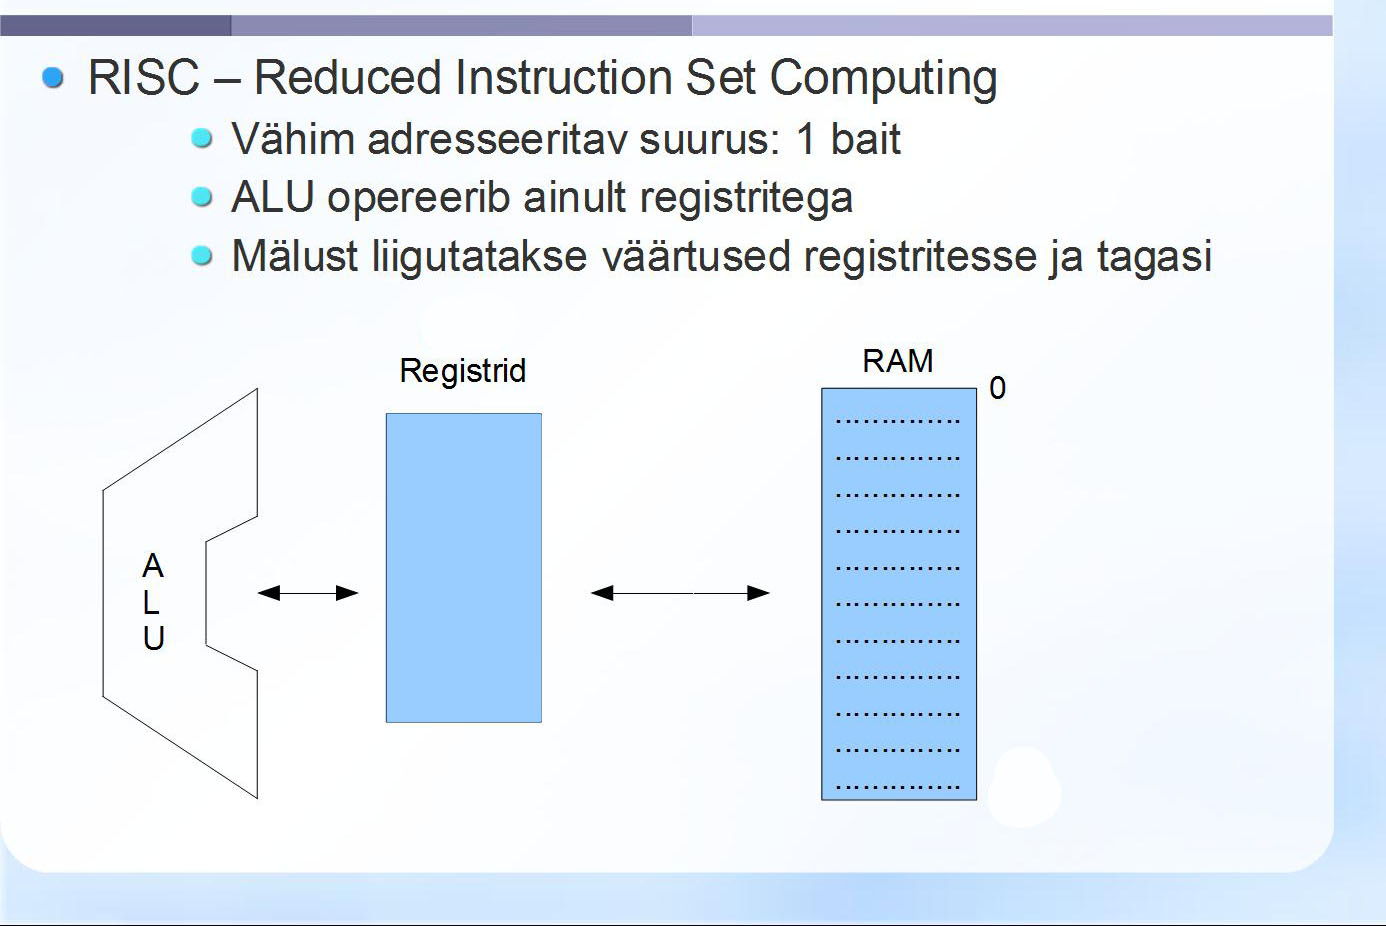 RISC – Reduced Instruction Set Computing
Vähim adresseeritav suurus: 1 bait
ALU opereerib ainult registritega
Mälust liigutatakse väärtused registritesse ja tagasi
Registrid
RAM
0
A
L
U